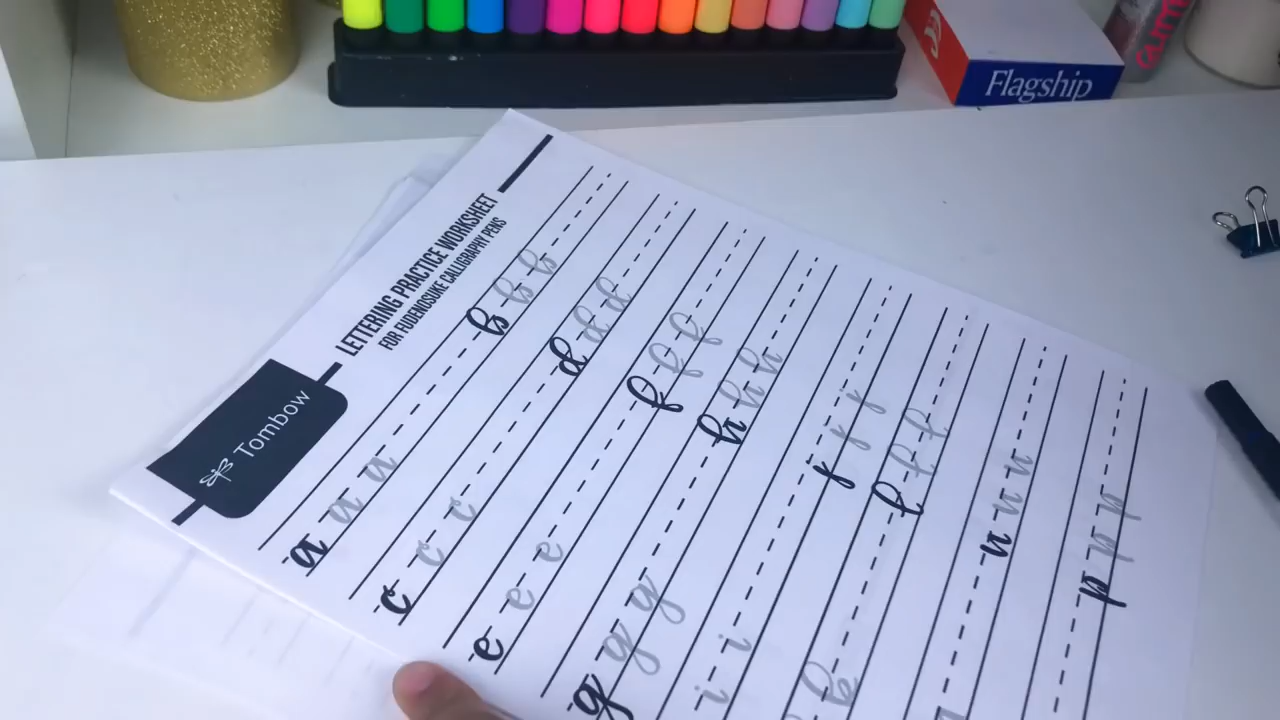 Flagship
Tombow
LETTERING PRACTICE WORKSHEET
FOR FUDENOSUKE CALLIGRAPHY PENS
a a a b b b
c c c d d d
e e e f f f
g g g h h h
i i j j j
k l l l
n n n
p p p